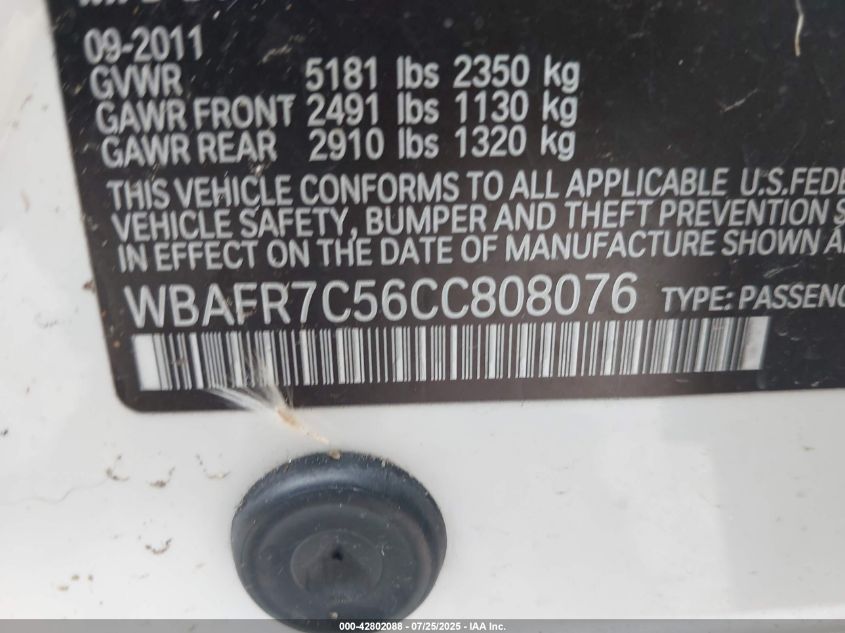 09-2011
GVWR 5181 lbs 2350 kg
GAWR FRONT 2491 lbs 1130 kg
GAWR REAR 2910 lbs 1320 kg
THIS VEHICLE CONFORMS TO ALL APPLICABLE U.S.FEDE
VEHICLE SAFETY, BUMPER AND THEFT PREVENTION S
IN EFFECT ON THE DATE OF MANUFACTURE SHOWN A
WBAFR7C56CC808076 TYPE: PASSENG
000-42802088 - 07/25/2025 - IAA Inc.